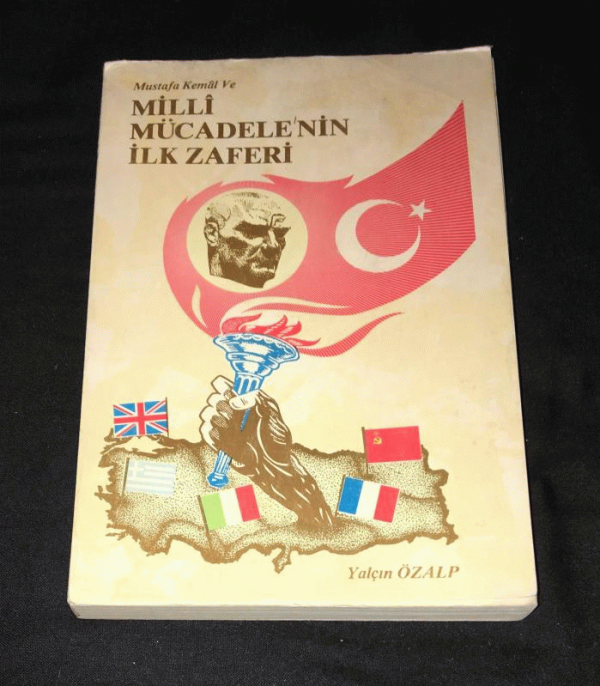 Mustafa Kemâl Ve
MİLLÎ
MÜCADELE'NİN
İLK ZAFERİ
Yalçın ÖZALP